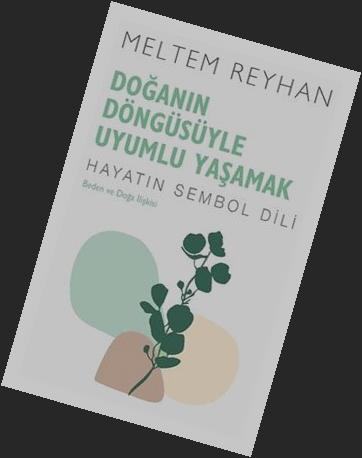 MELTEM REYHAN
DOĞANIN
DÖNGÜSÜYLE
UYUMLU YAŞAMAK
HAYATIN SEMBOL DİLİ
Beden ve Doğa İlişkisi